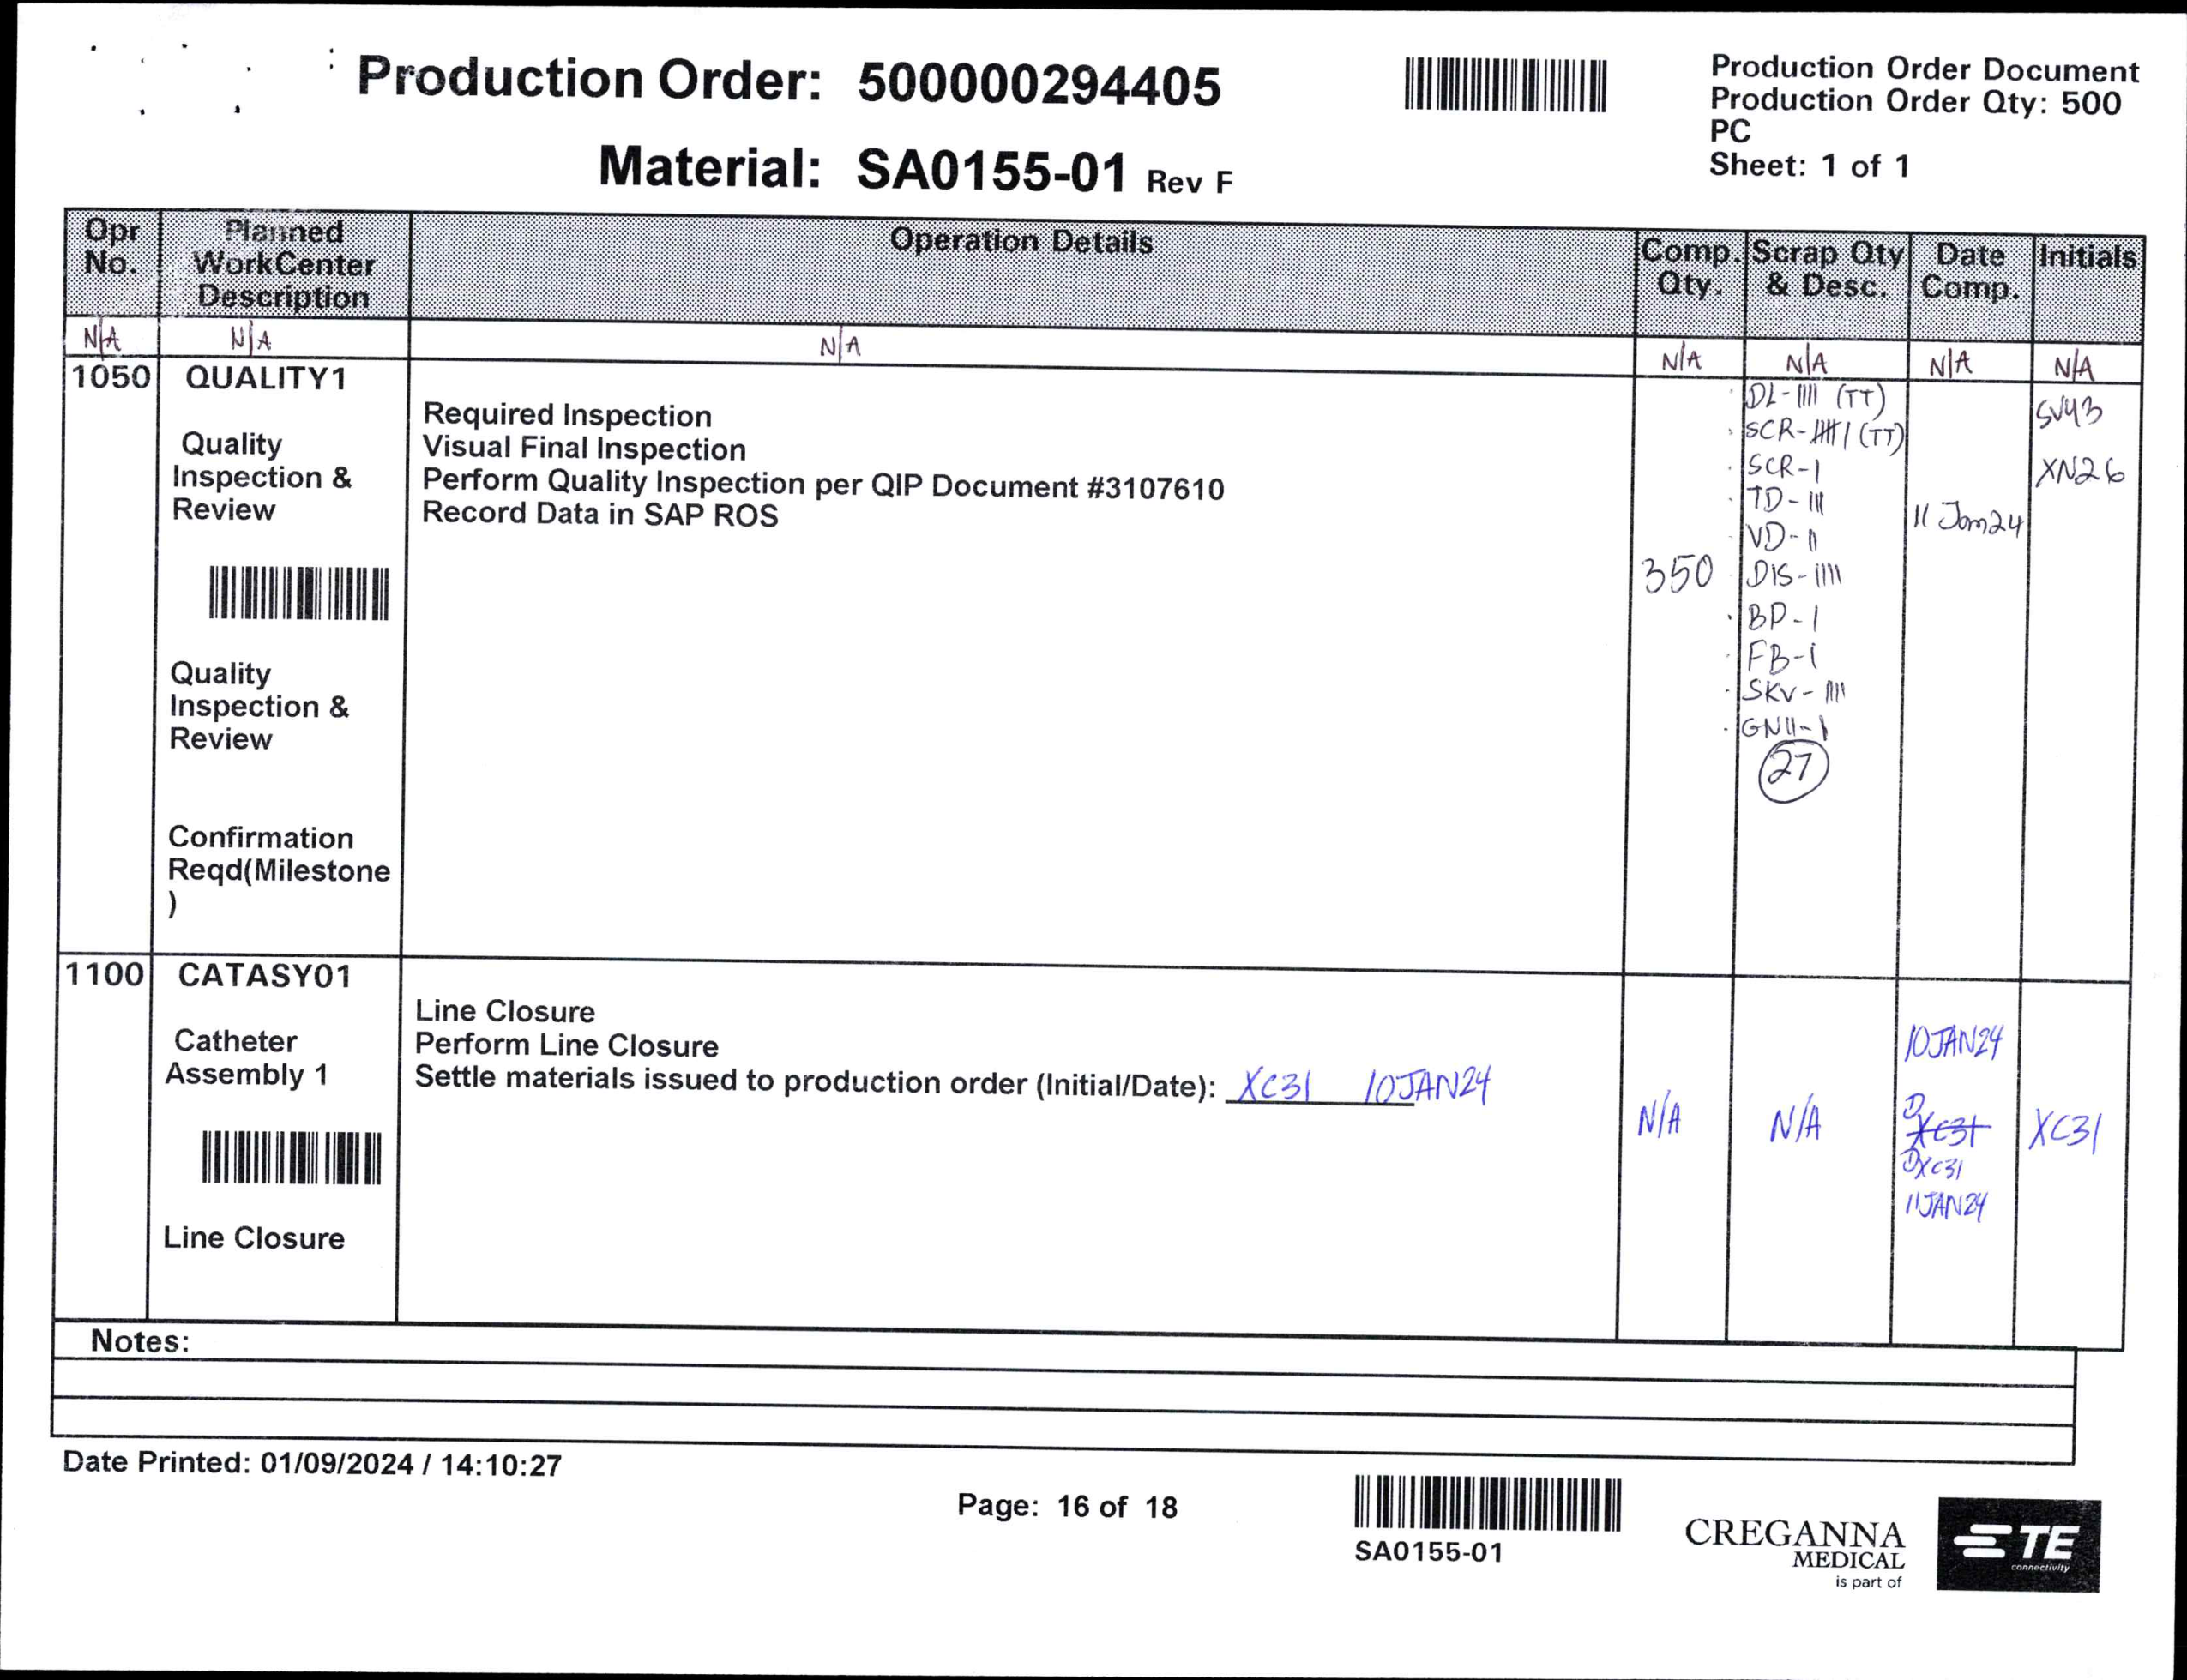 Production Order: 500000294405
Material: SA0155-01 Rev F
Production Order Document
Production Order Qty: 500
PC
Sheet: 1 of 1
Opr No. Planned WorkCenter Description Operation Details Comp. Qty. Scrap Qty & Desc. Date Comp. Initials
N/A N/A N/A N/A N/A N/A N/A
1050 QUALITY1
Quality
Inspection &
Review
Quality
Inspection &
Review
Confirmation
Reqd(Milestone
)
Required Inspection
Visual Final Inspection
Perform Quality Inspection per QIP Document #3107610
Record Data in SAP ROS
350
DL-IIII (TT)
SCR-IIII I (TT)
SCR-I
TD-III
VD-II
DIS-IIII
BP-I
FB-I
SKV-IIII
GN11-I
27
11 Jan24
SV43
XN26
1100 CATASY01
Catheter
Assembly 1
Line Closure
Line Closure
Perform Line Closure
Settle materials issued to production order (Initial/Date): XC31 10JAN24
N/A
N/A
10JAN24
① XC31
① XC31
11JAN24
XC31
Notes:
Date Printed: 01/09/2024 / 14:10:27
Page: 16 of 18
SA0155-01
CREGANNA
MEDICAL
is part of
TE
connectivity